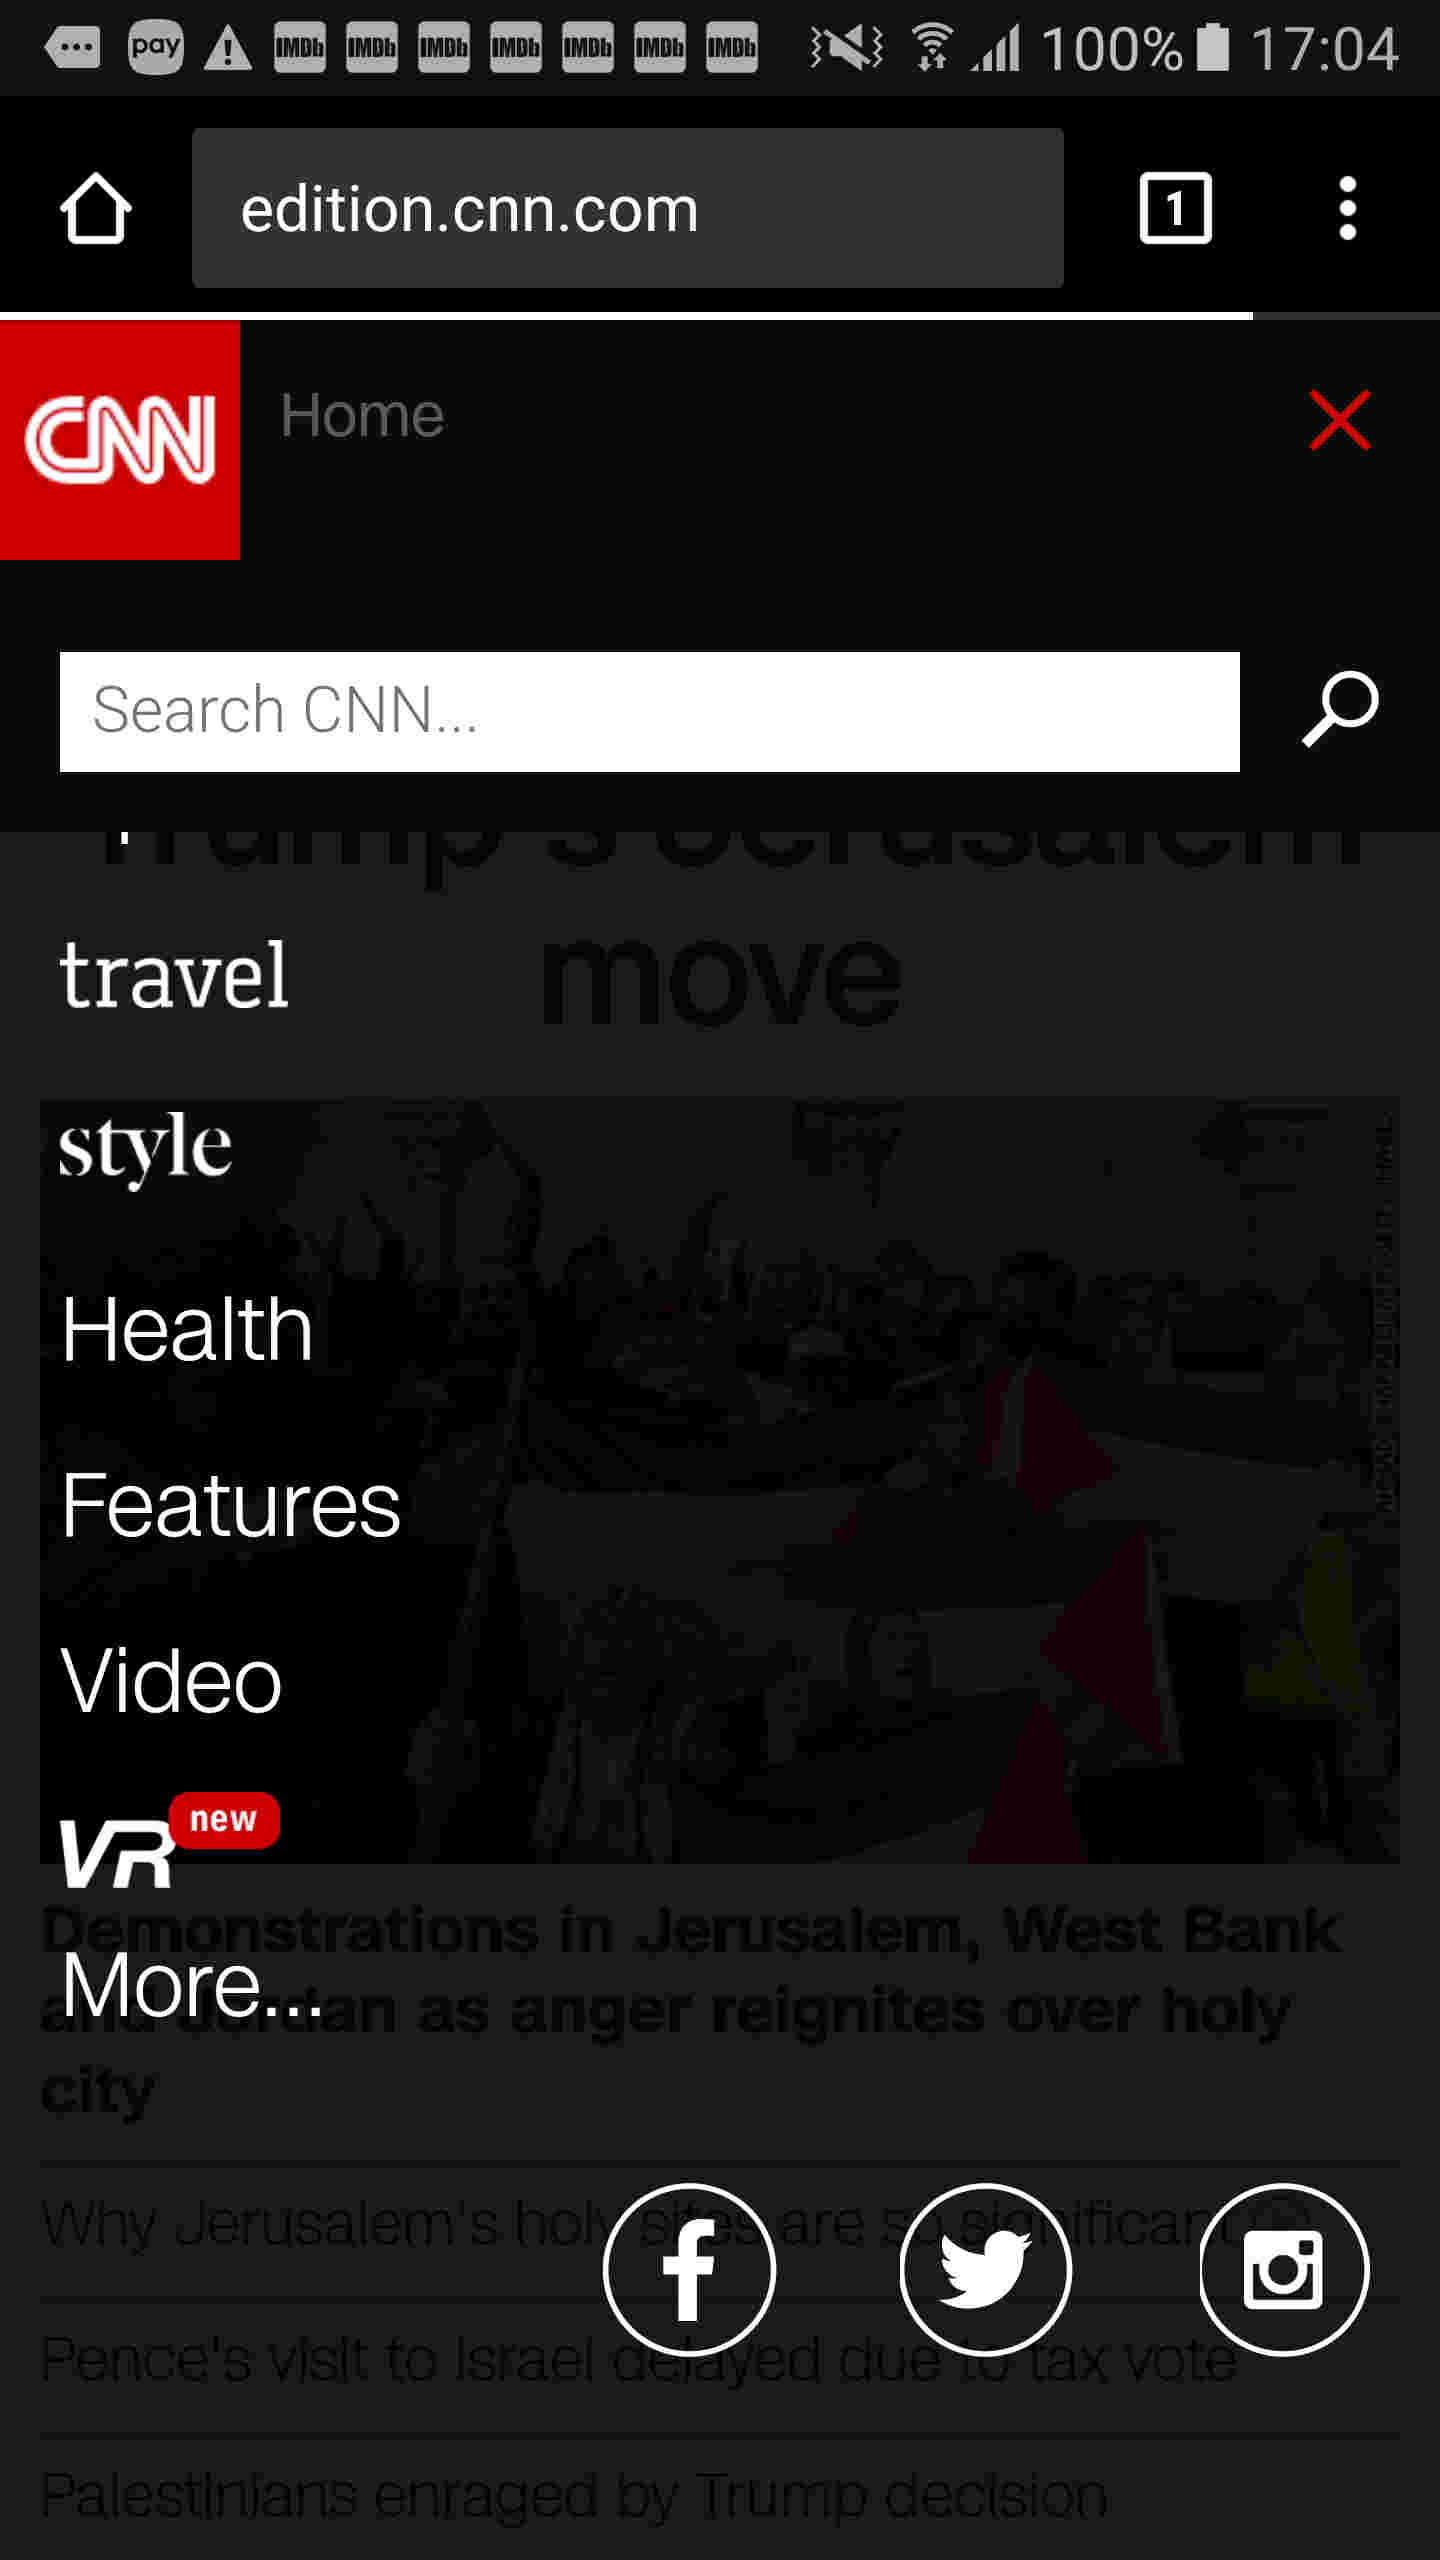 pay IMDb IMDb IMDb IMDb IMDb IMDb IMDb 100% 17:04
edition.cnn.com 1
CNN Home
Search CNN...
Trump's Jerusalem
move
travel
style
Health
Features
Video
VR new
Demonstrations in Jerusalem, West Bank
More...
and Jordan as anger reignites over holy
city
Why Jerusalem's holy sites are so significant
Pence's visit to Israel delayed due to tax vote
Palestinians enraged by Trump decision